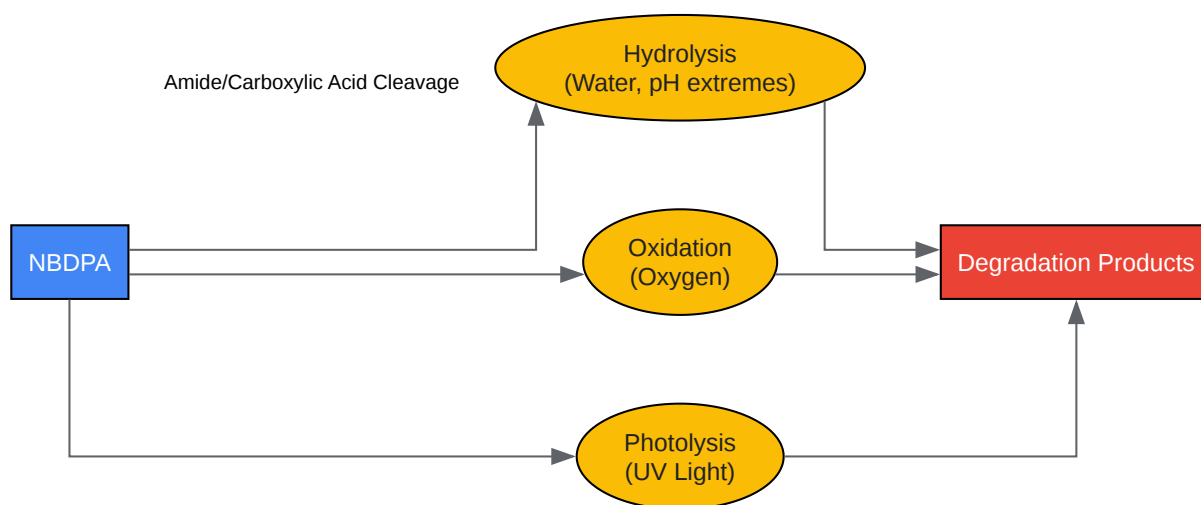 Hydrolysis
(Water, pH extremes)
Amide/Carboxylic Acid Cleavage
NBDPA
Oxidation
(Oxygen)
Degradation Products
Photolysis
(UV Light)